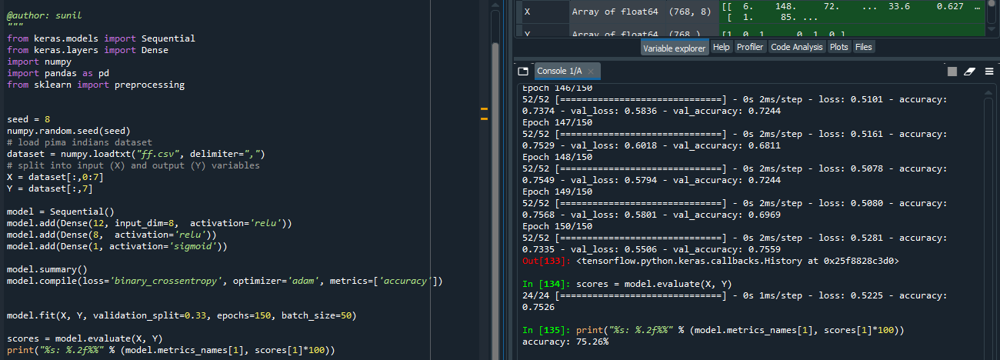 @author: sunil
"""
from keras.models import Sequential
from keras.layers import Dense
import numpy
import pandas as pd
from sklearn import preprocessing
seed = 8
numpy.random.seed(seed)
# load pima indians dataset
dataset = numpy.loadtxt("ff.csv", delimiter=",")
# split into input (X) and output (Y) variables
X = dataset[:,0:7]
Y = dataset[:,7]
model = Sequential()
model.add(Dense(12, input_dim=8,  activation='relu'))
model.add(Dense(8,  activation='relu'))
model.add(Dense(1, activation='sigmoid'))
model.summary()
model.compile(loss='binary_crossentropy', optimizer='adam', metrics=['accuracy'])
model.fit(X, Y, validation_split=0.33, epochs=150, batch_size=50)
scores = model.evaluate(X, Y)
print("%s: %.2f%%" % (model.metrics_names[1], scores[1]*100))
X Array of float64 (768, 8) [[ 6. 148. 72. ... 33.6 0.627 …
[ 1. 85. ...
Y Array of float64 (768,) [1. 0. 1. ... 0. 1. 0.]
Variable explorer Help Profiler Code Analysis Plots Files
Console 1/A ×
Epoch 146/150
52/52 [==============================] - 0s 2ms/step - loss: 0.5101 - accuracy:
0.7374 - val_loss: 0.5836 - val_accuracy: 0.7244
Epoch 147/150
52/52 [==============================] - 0s 2ms/step - loss: 0.5161 - accuracy:
0.7529 - val_loss: 0.6018 - val_accuracy: 0.6811
Epoch 148/150
52/52 [==============================] - 0s 2ms/step - loss: 0.5078 - accuracy:
0.7549 - val_loss: 0.5794 - val_accuracy: 0.7244
Epoch 149/150
52/52 [==============================] - 0s 2ms/step - loss: 0.5080 - accuracy:
0.7568 - val_loss: 0.5801 - val_accuracy: 0.6969
Epoch 150/150
52/52 [==============================] - 0s 2ms/step - loss: 0.5281 - accuracy:
0.7335 - val_loss: 0.5506 - val_accuracy: 0.7559
Out[133]: <tensorflow.python.keras.callbacks.History at 0x25f8828c3d0>
In [134]: scores = model.evaluate(X, Y)
24/24 [==============================] - 0s 1ms/step - loss: 0.5225 - accuracy:
0.7526
In [135]: print("%s: %.2f%%" % (model.metrics_names[1], scores[1]*100))
accuracy: 75.26%